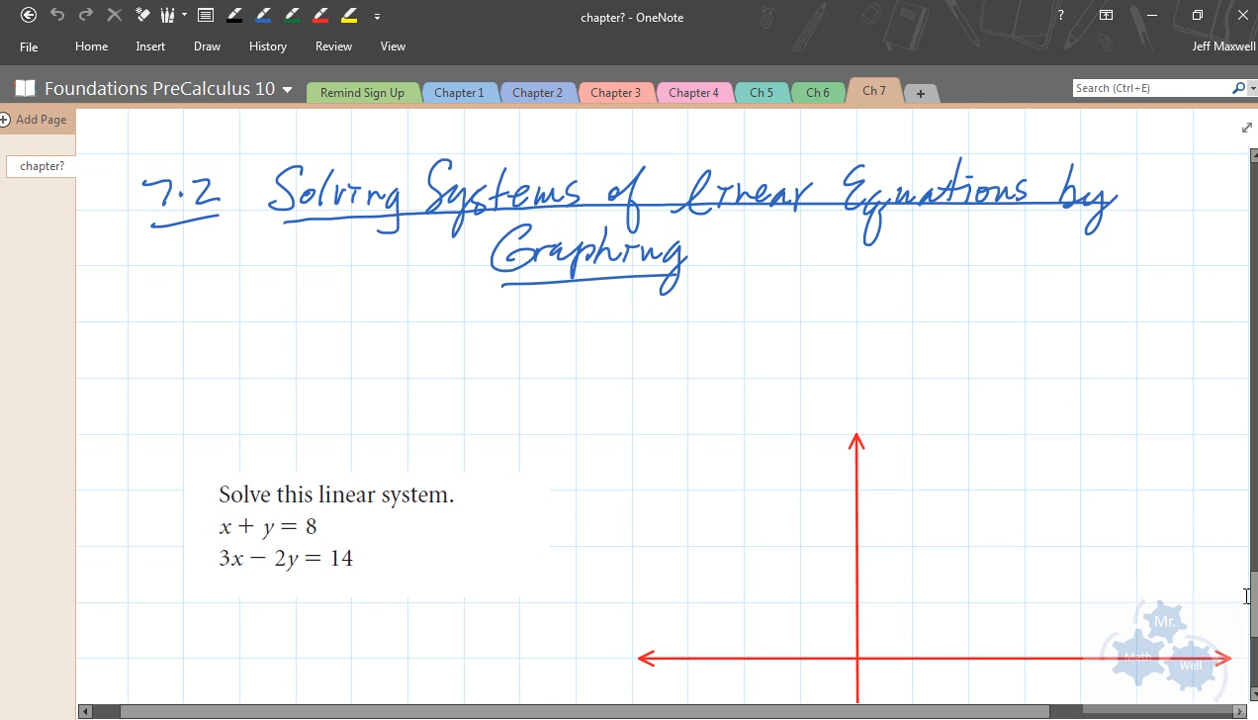 chapter? - OneNote
?
File Home Insert Draw History Review View
Jeff Maxwell
Foundations PreCalculus 10
Remind Sign Up Chapter 1 Chapter 2 Chapter 3 Chapter 4 Ch 5 Ch 6 Ch 7 +
Search (Ctrl+E)
Add Page
chapter?
7.2 Solving Systems of linear Equations by
Graphing
Solve this linear system.
x + y = 8
3x − 2y = 14
Mr.
Math
Well